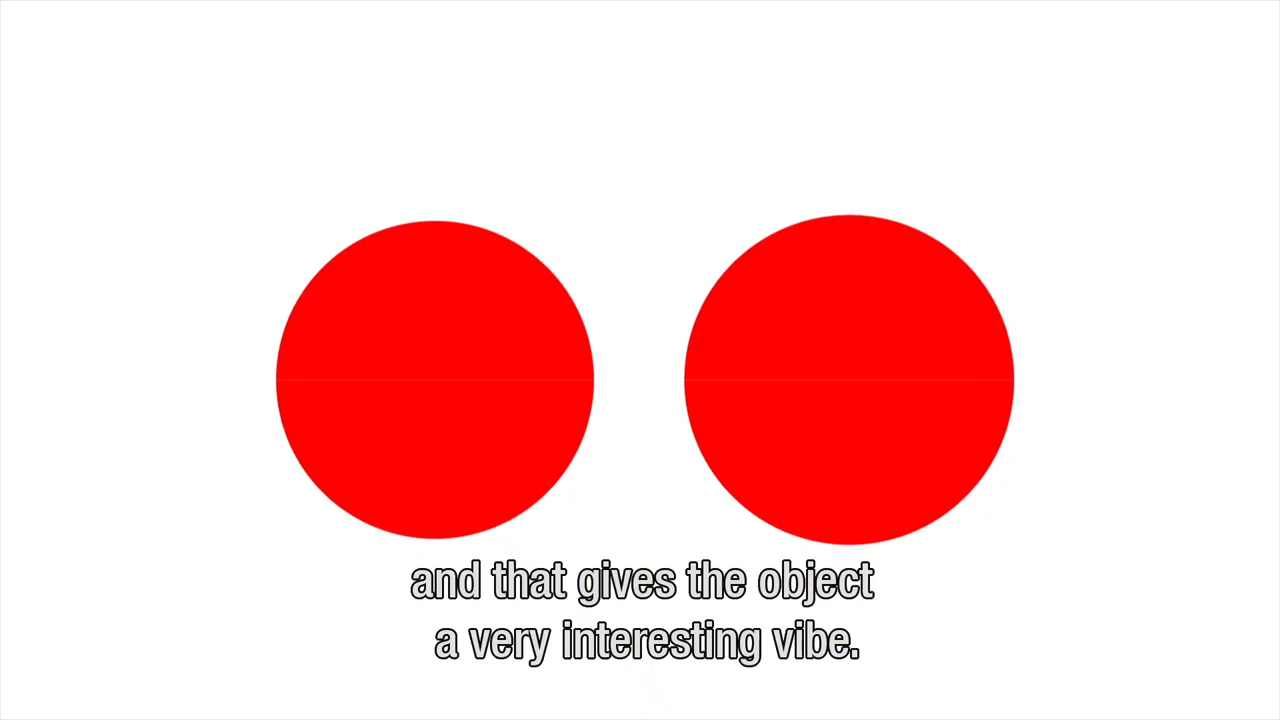 and that gives the object
a very interesting vibe.